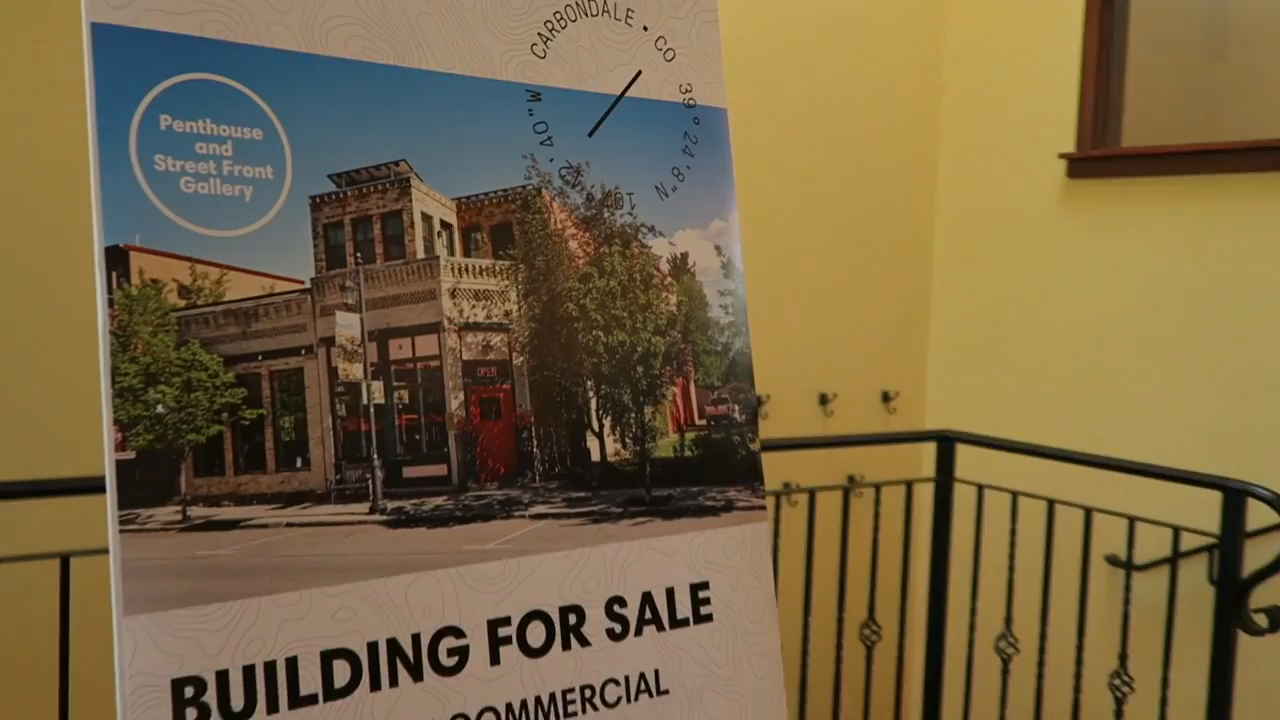 CARBONDALE • CO
39° 24' 8" N
Penthouse
and
Street Front
Gallery
OPEN
BUILDING FOR SALE
COMMERCIAL